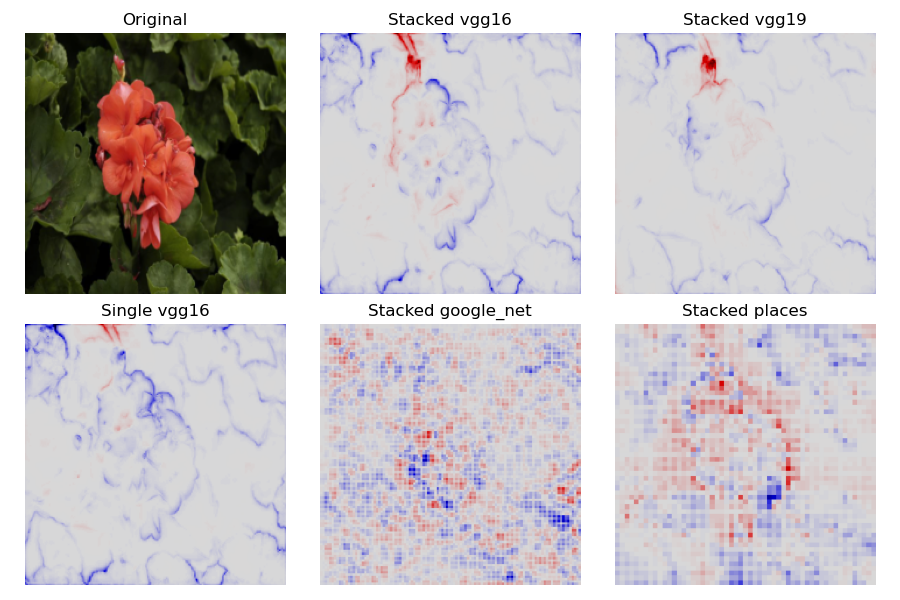 Original
Stacked vgg16
Stacked vgg19
Single vgg16
Stacked google_net
Stacked places